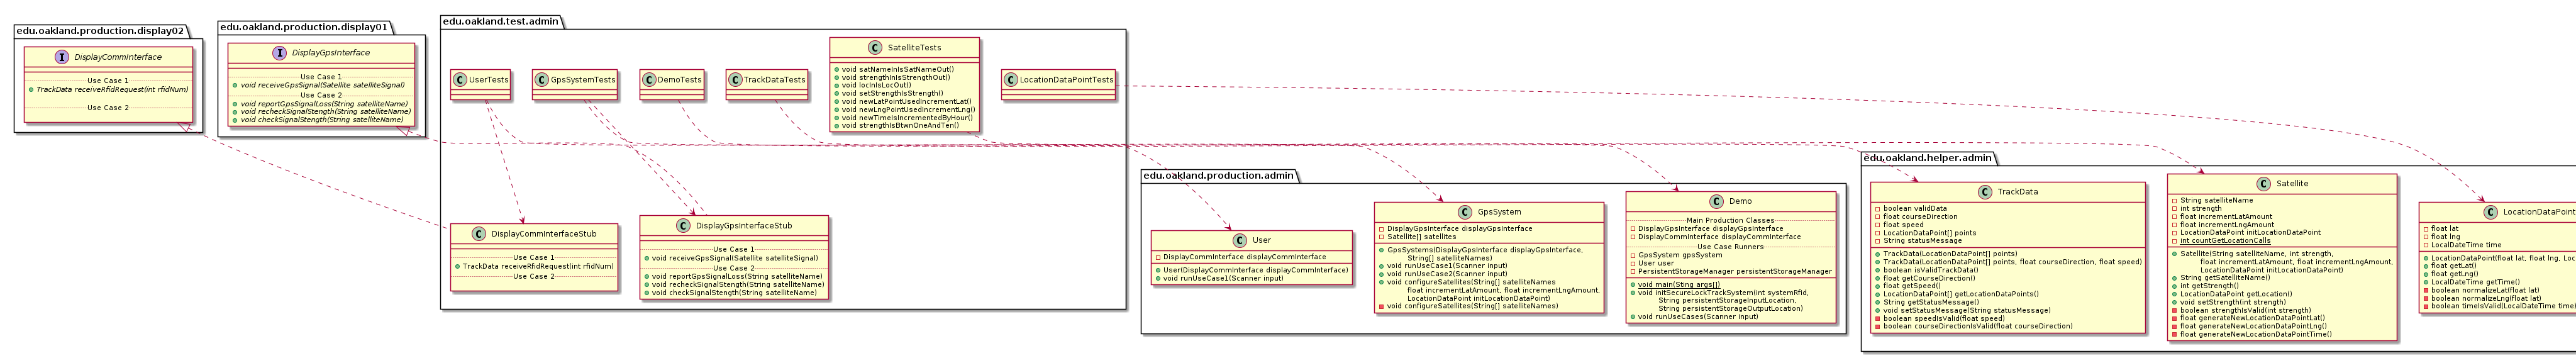 edu.oakland.production.display02
I DisplayCommInterface
Use Case 1
TrackData receiveRfidRequest(int rfidNum)
Use Case 2
edu.oakland.production.display01
I DisplayGpsInterface
Use Case 1
void receiveGpsSignal(Satellite satelliteSignal)
Use Case 2
void reportGpsSignalLoss(String satelliteName)
void recheckSignalStength(String satelliteName)
void checkSignalStength(String satelliteName)
edu.oakland.test.admin
C UserTests
C GpsSystemTests
C DemoTests
C TrackDataTests
C SatelliteTests
void satNameInIsSatNameOut()
void strengthInIsStrengthOut()
void locInIsLocOut()
void setStrengthIsStrength()
void newLatPointUsedIncrementLat()
void newLngPointUsedIncrementLng()
void newTimeIsIncrementedByHour()
void strengthIsBtwnOneAndTen()
C LocationDataPointTests
C DisplayCommInterfaceStub
Use Case 1
TrackData receiveRfidRequest(int rfidNum)
Use Case 2
C DisplayGpsInterfaceStub
Use Case 1
void receiveGpsSignal(Satellite satelliteSignal)
Use Case 2
void reportGpsSignalLoss(String satelliteName)
void recheckSignalStength(String satelliteName)
void checkSignalStength(String satelliteName)
edu.oakland.production.admin
C User
DisplayCommInterface displayCommInterface
User(DisplayCommInterface displayCommInterface)
void runUseCase1(Scanner input)
C GpsSystem
DisplayGpsInterface displayGpsInterface
Satellite[] satellites
GpsSystems(DisplayGpsInterface displayGpsInterface,
String[] satelliteNames)
void runUseCase1(Scanner input)
void runUseCase2(Scanner input)
void configureSatellites(String[] satelliteNames
float incrementLatAmount, float incrementLngAmount,
LocationDataPoint initLocationDataPoint)
void configureSatellites(String[] satelliteNames)
C Demo
Main Production Classes
DisplayGpsInterface displayGpsInterface
DisplayCommInterface displayCommInterface
Use Case Runners
GpsSystem gpsSystem
User user
PersistentStorageManager persistentStorageManager
void main(Sting args[])
void initSecureLockTrackSystem(int systemRfid,
String persistentStorageInputLocation,
String persistentStorageOutputLocation)
void runUseCases(Scanner input)
edu.oakland.helper.admin
C TrackData
boolean validData
float courseDirection
float speed
LocationDataPoint[] points
String statusMessage
TrackData(LocationDataPoint[] points)
TrackData(LocationDataPoint[] points, float courseDirection, float speed)
boolean isValidTrackData()
float getCourseDirection()
float getSpeed()
LocationDataPoint[] getLocationDataPoints()
String getStatusMessage()
void setStatusMessage(String statusMessage)
boolean speedIsValid(float speed)
boolean courseDirectionIsValid(float courseDirection)
C Satellite
String satelliteName
int strength
float incrementLatAmount
float incrementLngAmount
LocationDataPoint initLocationDataPoint
int countGetLocationCalls
Satellite(String satelliteName, int strength,
float incrementLatAmount, float incrementLngAmount,
LocationDataPoint initLocationDataPoint)
String getSatelliteName()
int getStrength()
LocationDataPoint getLocation()
void setStrength(int strength)
boolean strengthIsValid(int strength)
float generateNewLocationDataPointLat()
float generateNewLocationDataPointLng()
float generateNewLocationDataPointTime()
C LocationDataPoint
float lat
float lng
LocalDateTime time
LocationDataPoint(float lat, float lng, Loc
float getLat()
float getLng()
LocalDateTime getTime()
boolean normalizeLat(float lat)
boolean normalizeLng(float lat)
boolean timeIsValid(LocalDateTime time)